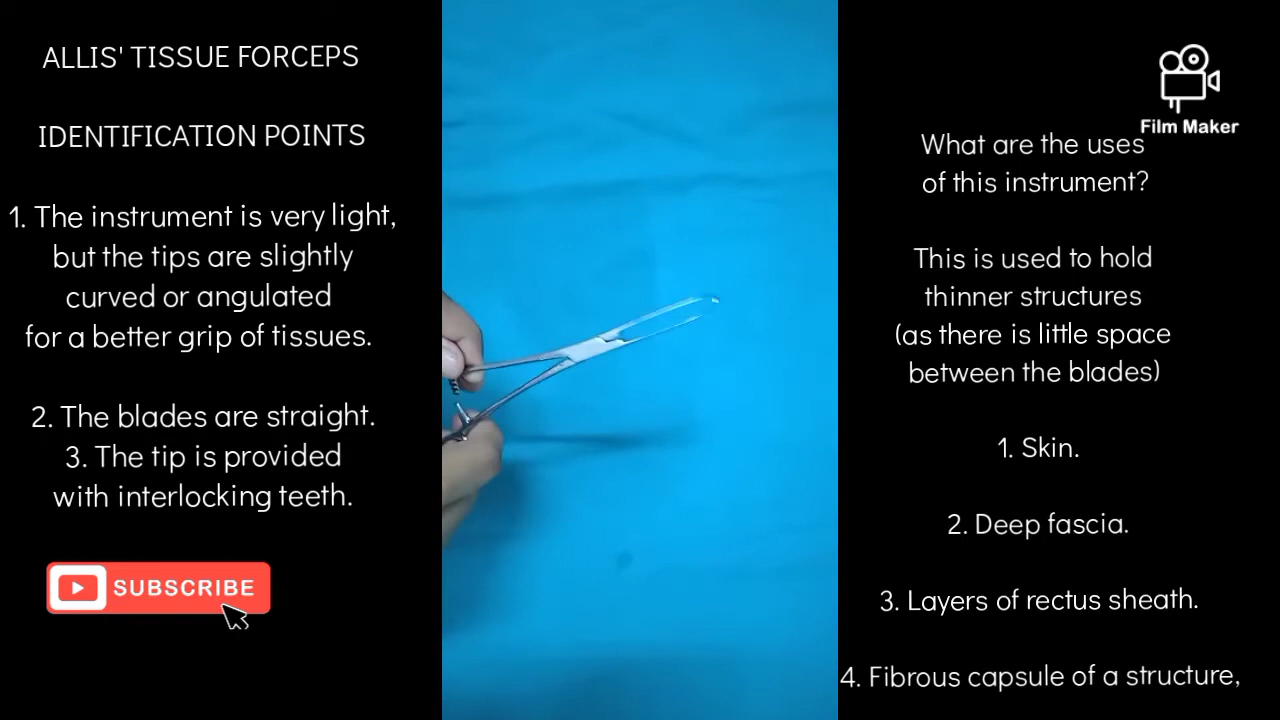 ALLIS' TISSUE FORCEPS
IDENTIFICATION POINTS
1. The instrument is very light,
but the tips are slightly
curved or angulated
for a better grip of tissues.
2. The blades are straight.
3. The tip is provided
with interlocking teeth.
SUBSCRIBE
Film Maker
What are the uses
of this instrument?
This is used to hold
thinner structures
(as there is little space
between the blades)
1. Skin.
2. Deep fascia.
3. Layers of rectus sheath.
4. Fibrous capsule of a structure,